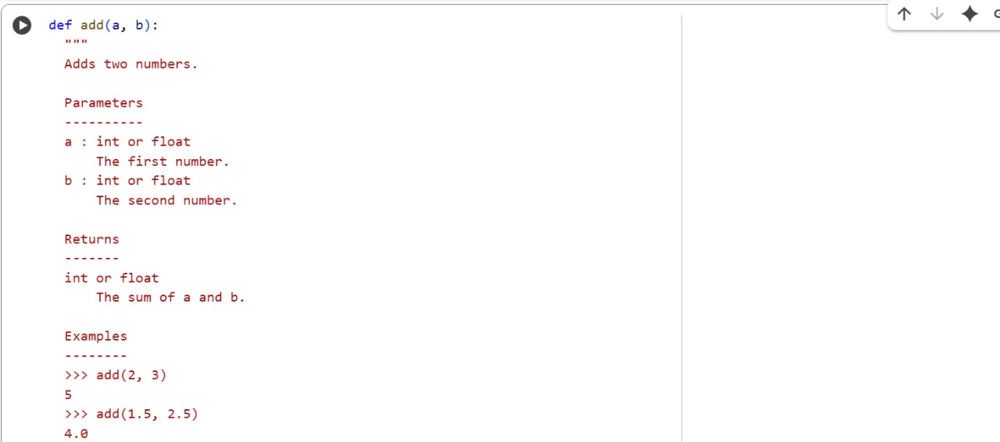 def add(a, b):
  """
  Adds two numbers.

  Parameters
  ----------
  a : int or float
      The first number.
  b : int or float
      The second number.

  Returns
  -------
  int or float
      The sum of a and b.

  Examples
  --------
  >>> add(2, 3)
  5
  >>> add(1.5, 2.5)
  4.0